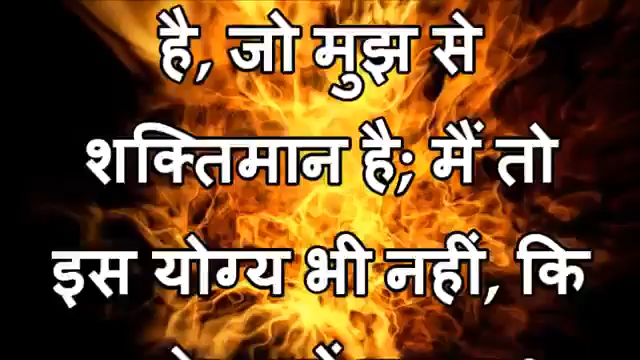 है, जो मुझ से
शक्तिमान है; मैं तो
इस योग्य भी नहीं, कि